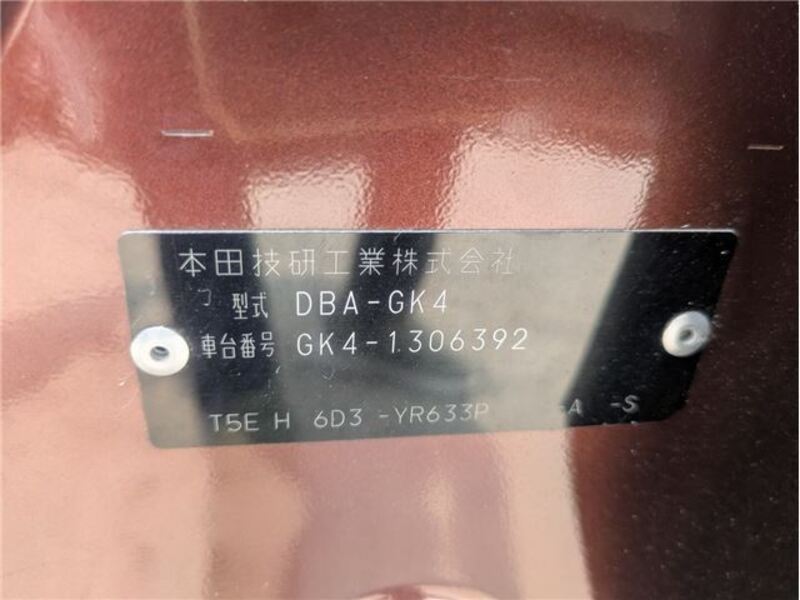 本田技研工業株式会社
型式 DBA-GK4
車台番号 GK4-1306392
T5E H 6D3 -YR633P A -S